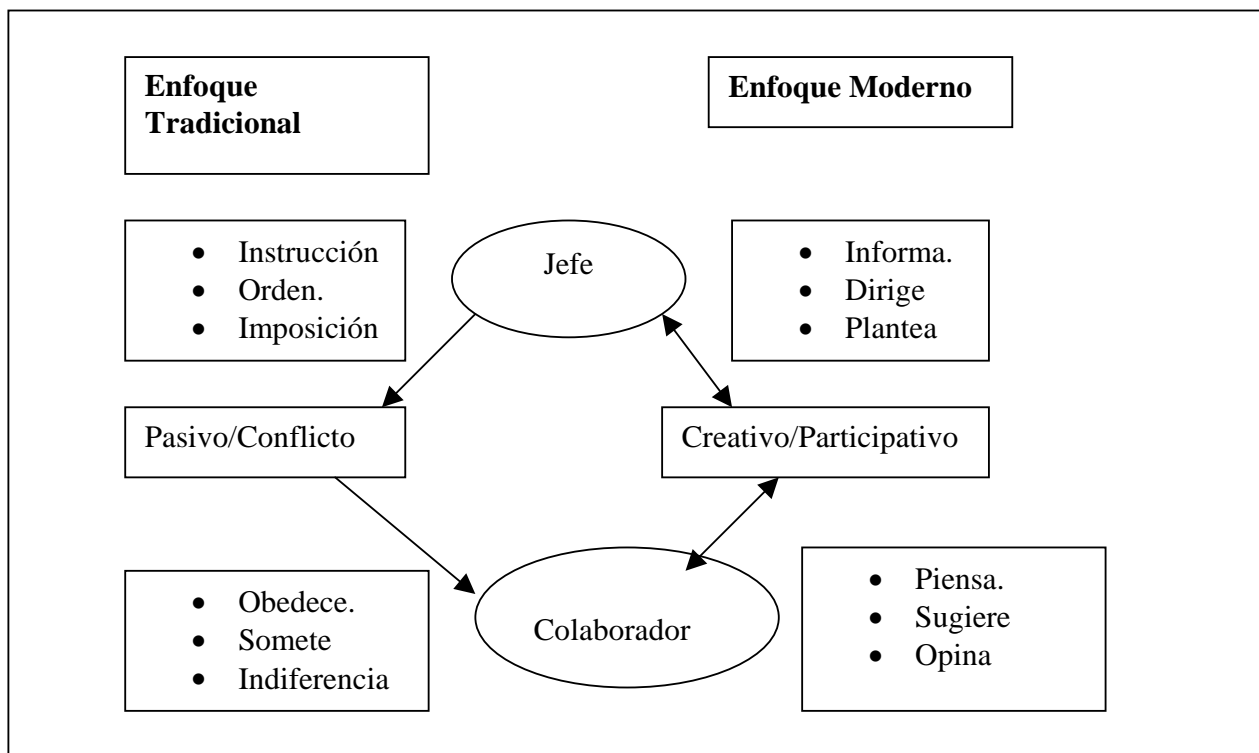 Enfoque
Tradicional
Enfoque Moderno
• Instrucción
• Orden.
• Imposición
Jefe
• Informa.
• Dirige
• Plantea
Pasivo/Conflicto
Creativo/Participativo
• Obedece.
• Somete
• Indiferencia
Colaborador
• Piensa.
• Sugiere
• Opina